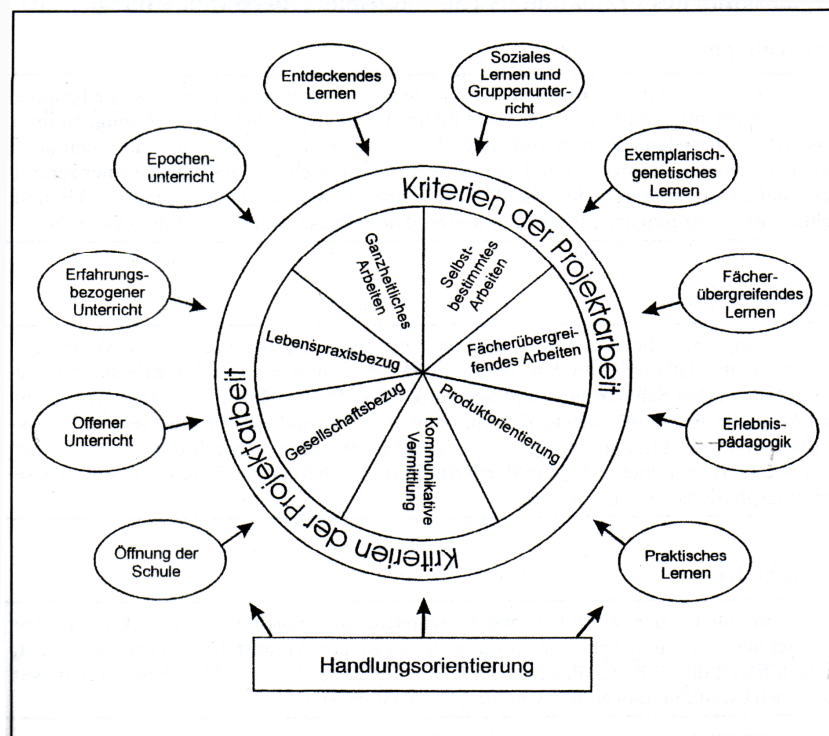 Entdeckendes
Lernen
Soziales
Lernen und
Gruppenunter-
richt
Epochen-
unterricht
Exemplarisch-
genetisches
Lernen
Erfahrungs-
bezogener
Unterricht
Fächer-
übergreifendes
Lernen
Offener
Unterricht
Erlebnis-
pädagogik
Öffnung der
Schule
Praktisches
Lernen
Kriterien der Projektarbeit
Kriterien der Projektarbeit
Ganzheitliches
Arbeiten
Selbst-
bestimmtes
Arbeiten
Lebenspraxisbezug
Fächerübergrei-
fendes Arbeiten
Gesellschaftsbezug
Kommunikative
Vermittlung
Produktorientierung
Handlungsorientierung